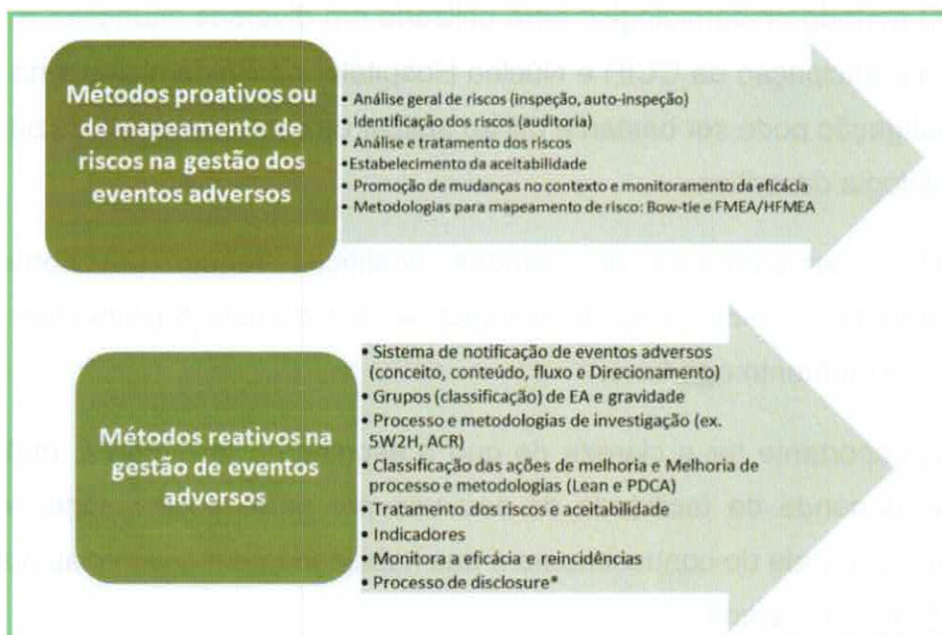 Métodos proativos ou
de mapeamento de
riscos na gestão dos
eventos adversos
• Análise geral de riscos (inspeção, auto-inspeção)
• Identificação dos riscos (auditoria)
• Análise e tratamento dos riscos
•Estabelecimento da aceitabilidade
• Promoção de mudanças no contexto e monitoramento da eficácia
• Metodologias para mapeamento de risco: Bow-tie e FMEA/HFMEA
Métodos reativos na
gestão de eventos
adversos
• Sistema de notificação de eventos adversos
(conceito, conteúdo, fluxo e Direcionamento)
• Grupos (classificação) de EA e gravidade
• Processo e metodologias de investigação (ex.
5W2H, ACR)
• Classificação das ações de melhoria e Melhoria de
processo e metodologias (Lean e PDCA)
• Tratamento dos riscos e aceitabilidade
• Indicadores
• Monitora a eficácia e reincidências
• Processo de disclosure*